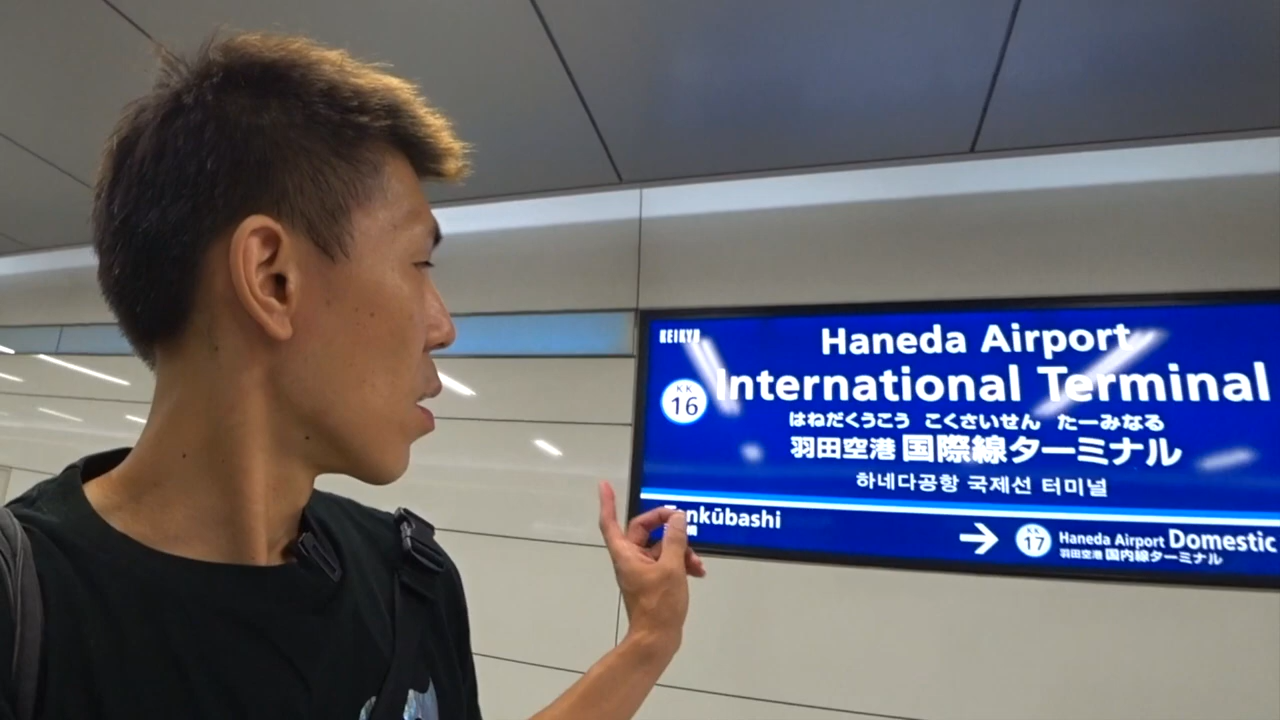 KEIKYU
Haneda Airport
KK
16
International Terminal
はねだくうこう こくさいせん たーみなる
羽田空港 国際線ターミナル
하네다공항 국제선 터미널
Tenkūbashi
KK
17
Haneda Airport Domestic
羽田空港 国内線ターミナル